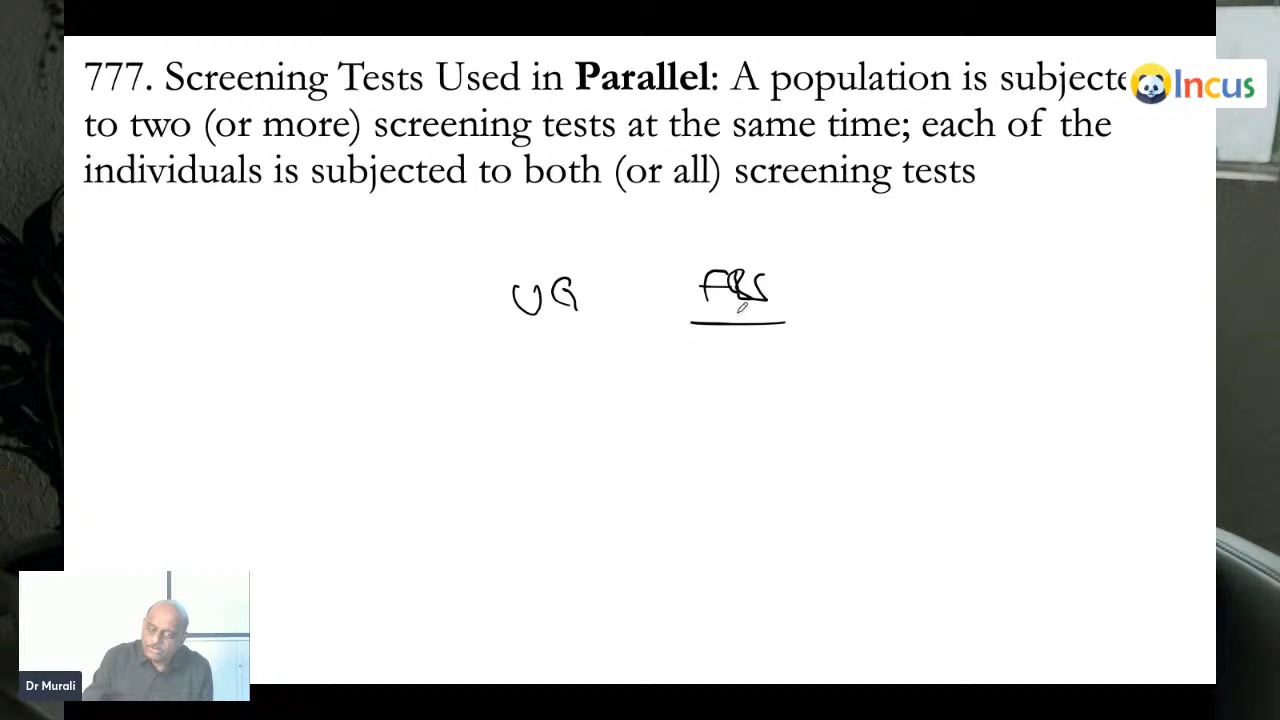 777. Screening Tests Used in Parallel: A population is subjecte
to two (or more) screening tests at the same time; each of the
individuals is subjected to both (or all) screening tests
Incus
UG FBS
Dr Murali